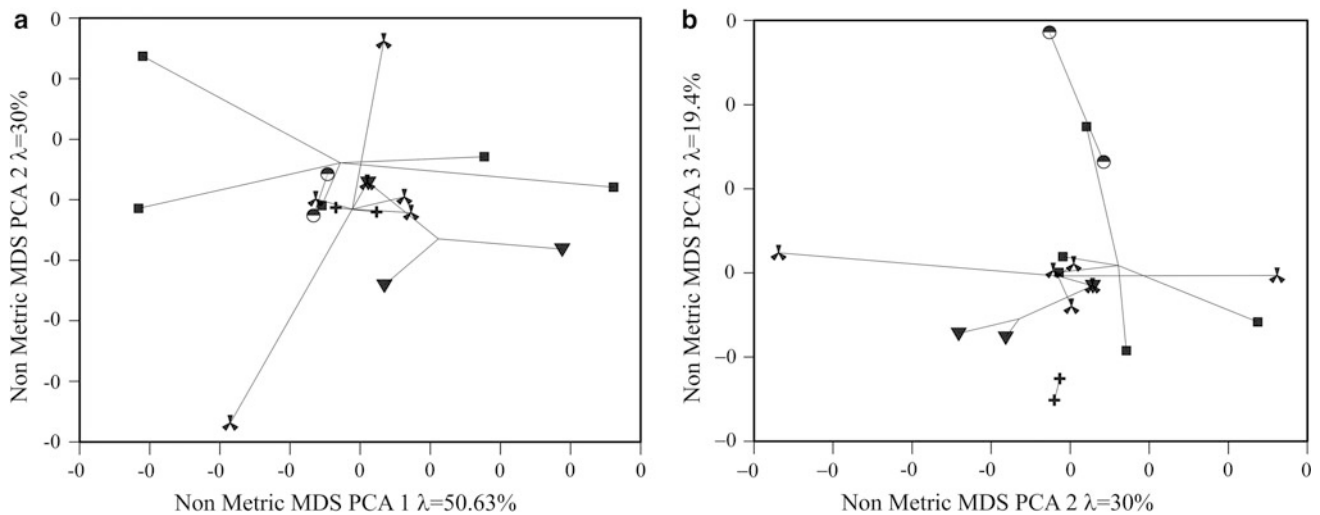 a
Non Metric MDS PCA 2 λ=30%
0
0
0
0
-0
-0
-0
-0
-0 -0 -0 -0 0 0 0 0 0
Non Metric MDS PCA 1 λ=50.63%
b
Non Metric MDS PCA 3 λ=19.4%
0
0
0
0
–0
–0
–0 –0 –0 –0 0 0 0 0
Non Metric MDS PCA 2 λ=30%